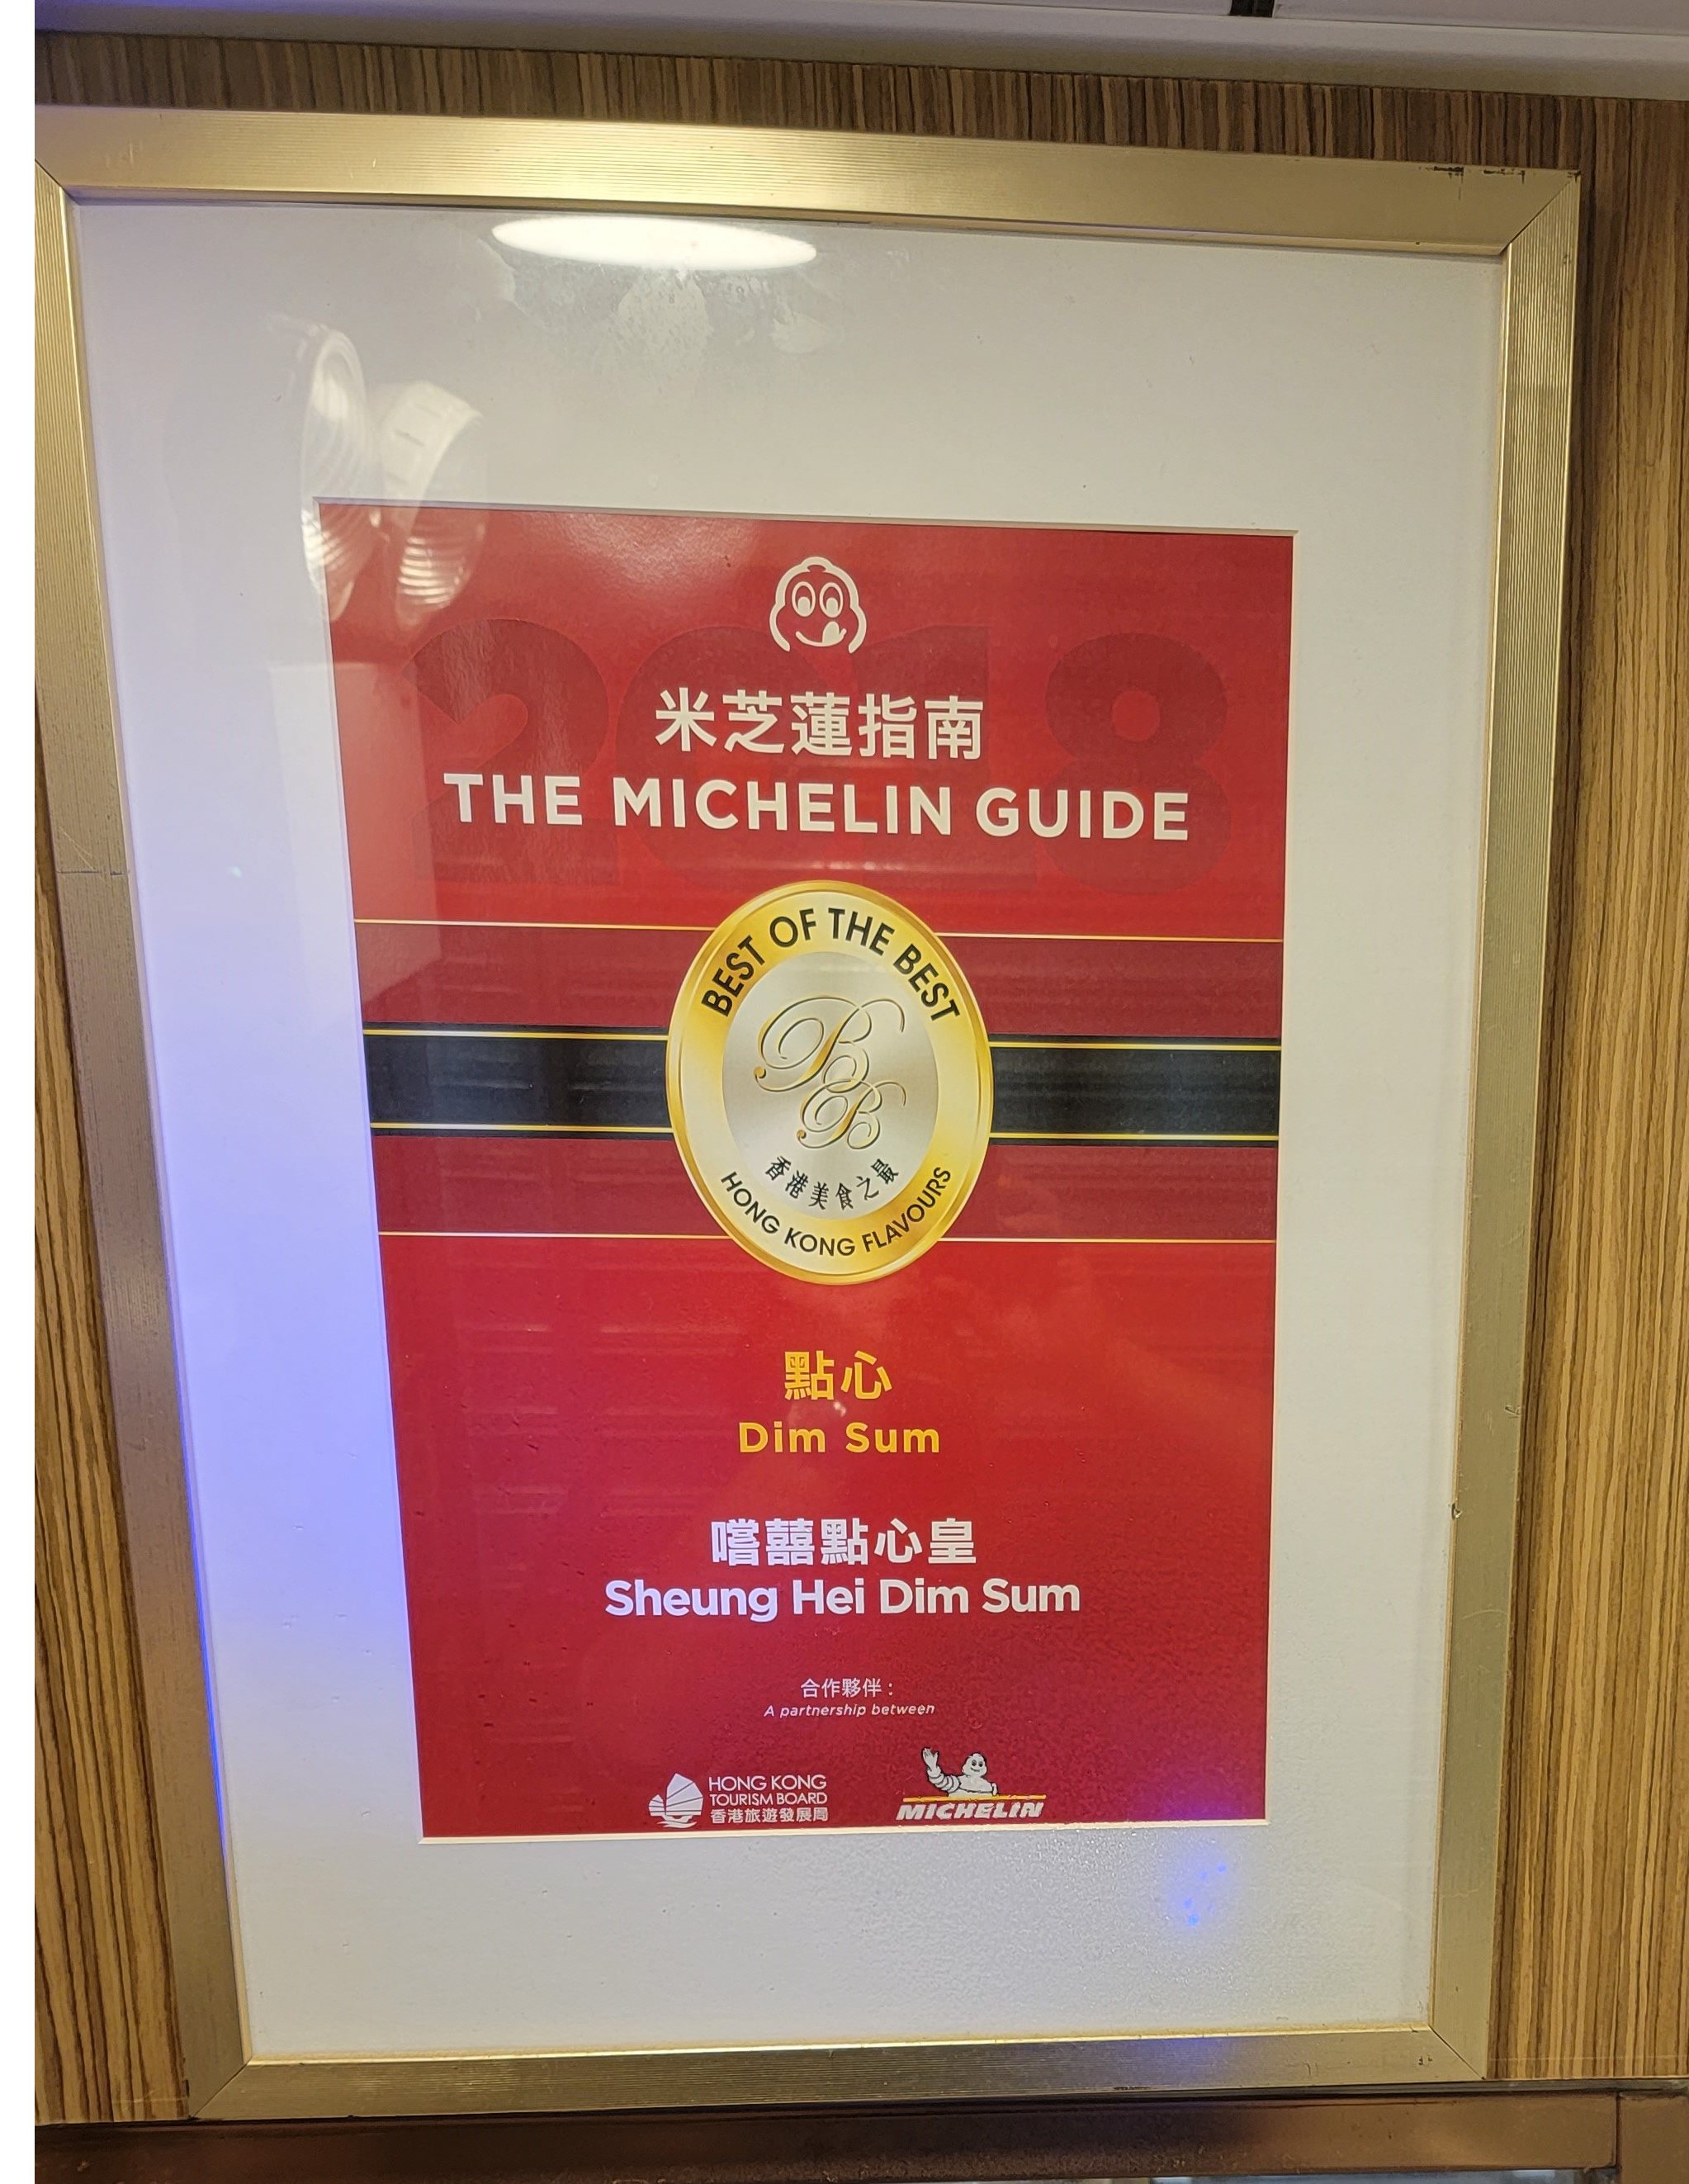 2018
米芝蓮指南
THE MICHELIN GUIDE
BEST OF THE BEST
BB
香港美食之最
HONG KONG FLAVOURS
點心
Dim Sum
嚐囍點心皇
Sheung Hei Dim Sum
合作夥伴：
A partnership between
HONG KONG
TOURISM BOARD
香港旅遊發展局
MICHELIN